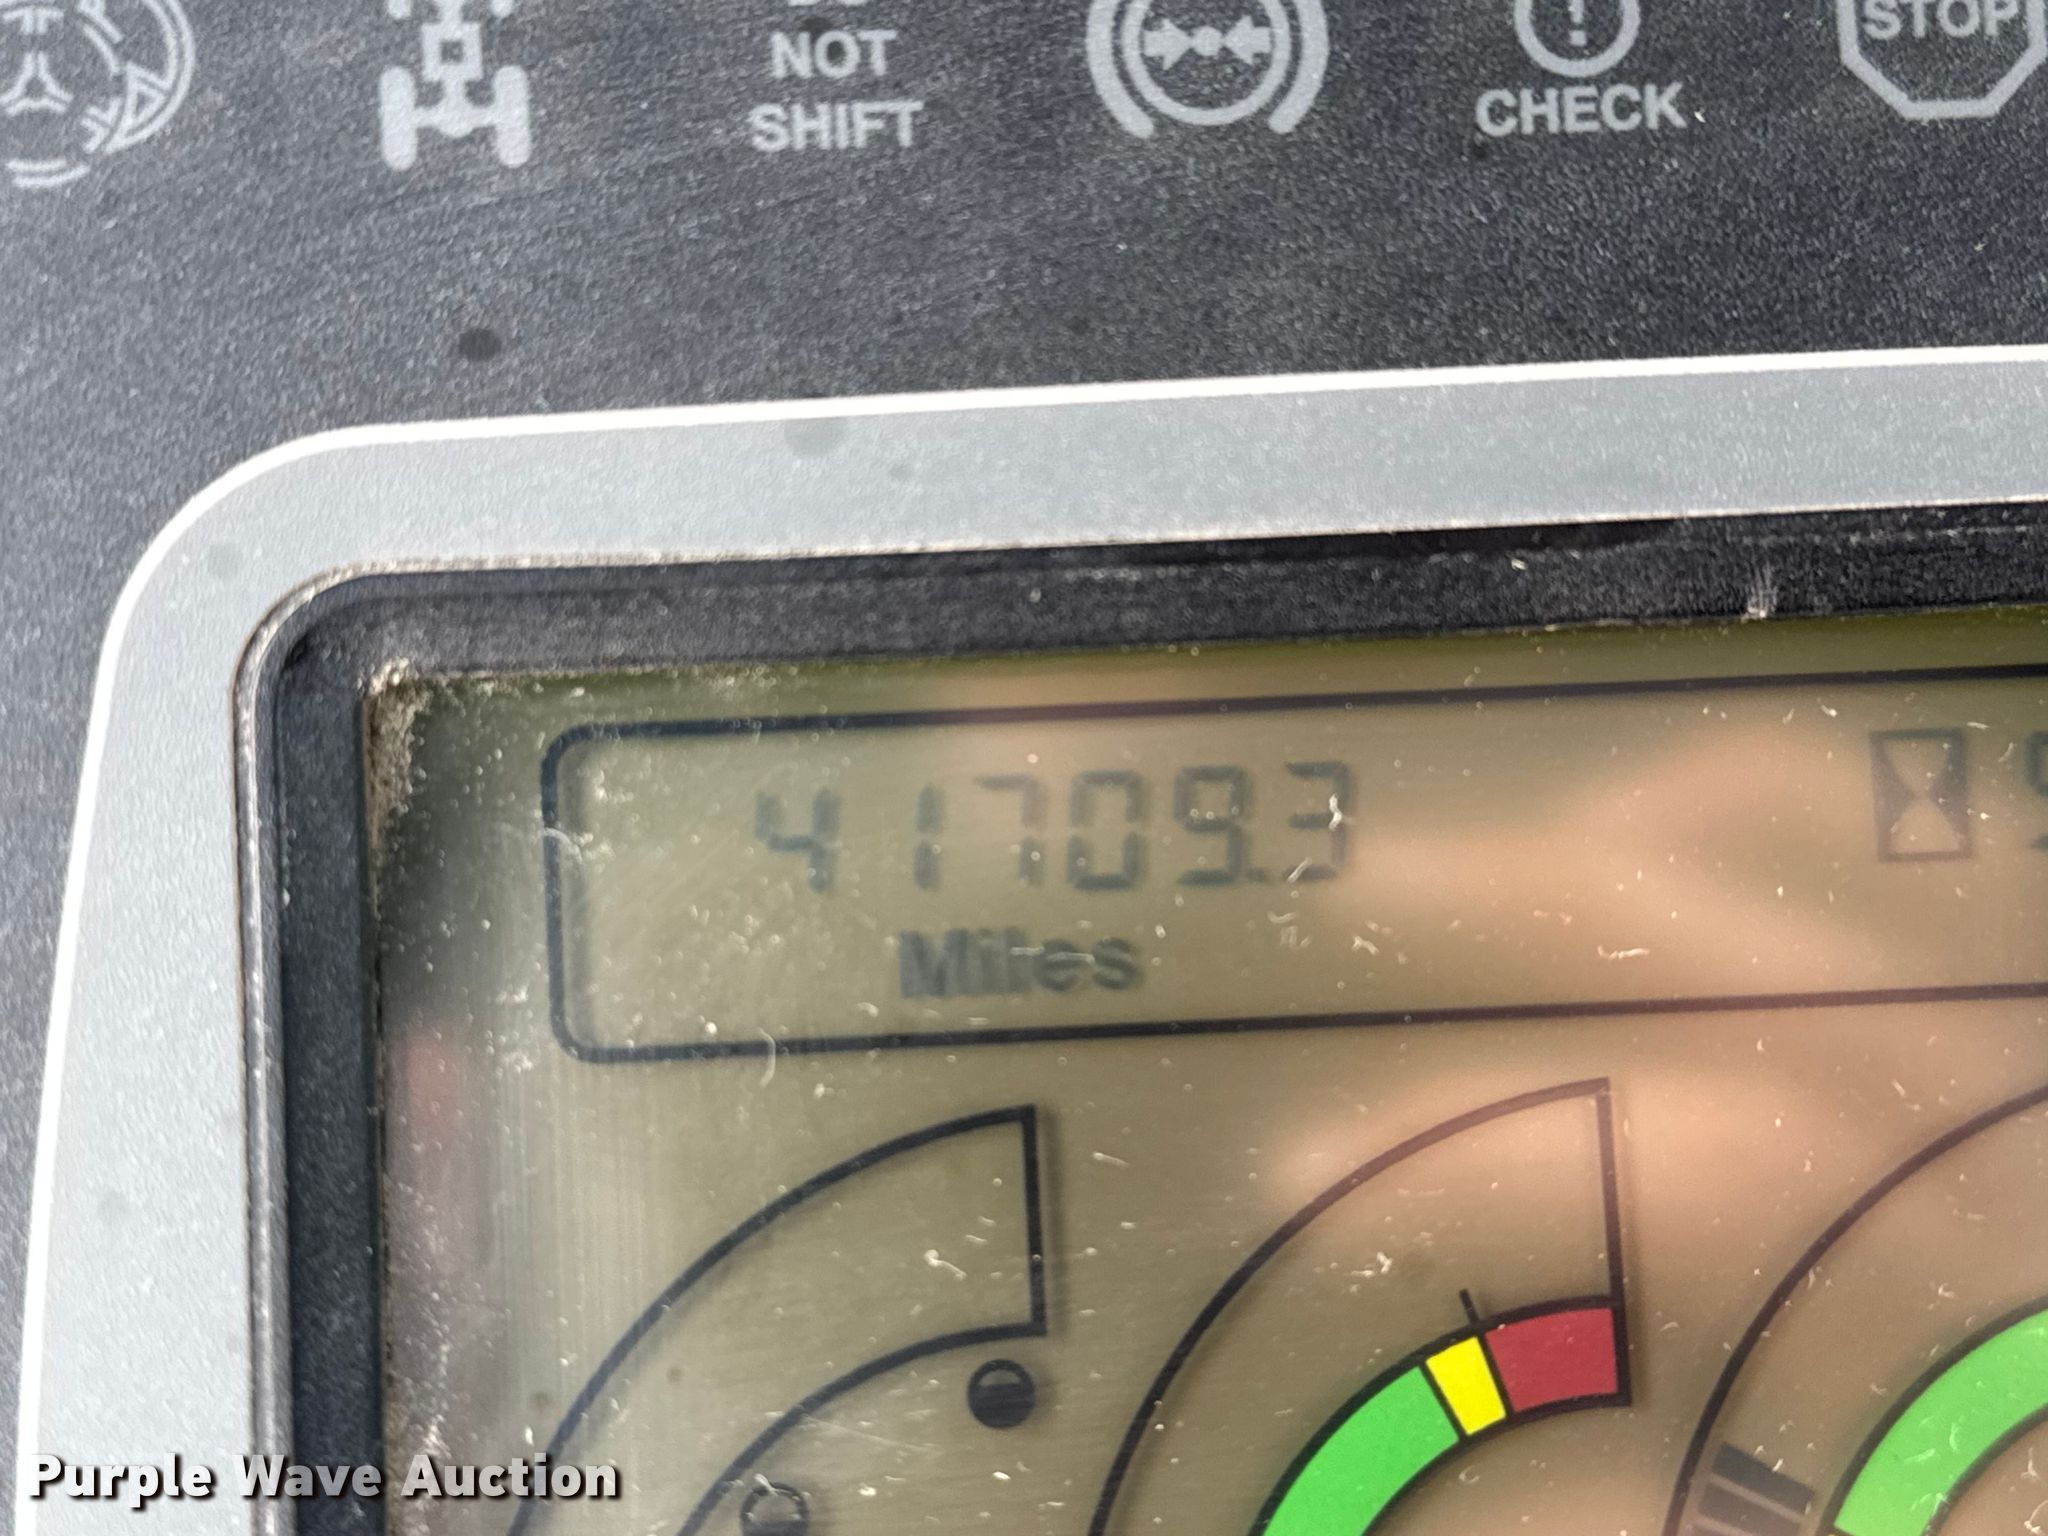 NOT
SHIFT
CHECK
STOP
41709.3
Miles
Purple Wave Auction